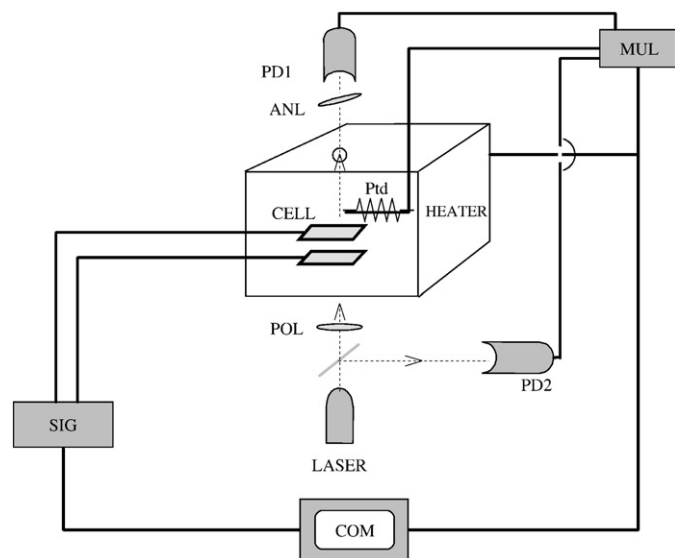 MUL
PD1
ANL
Ptd
CELL
HEATER
POL
PD2
SIG
LASER
COM